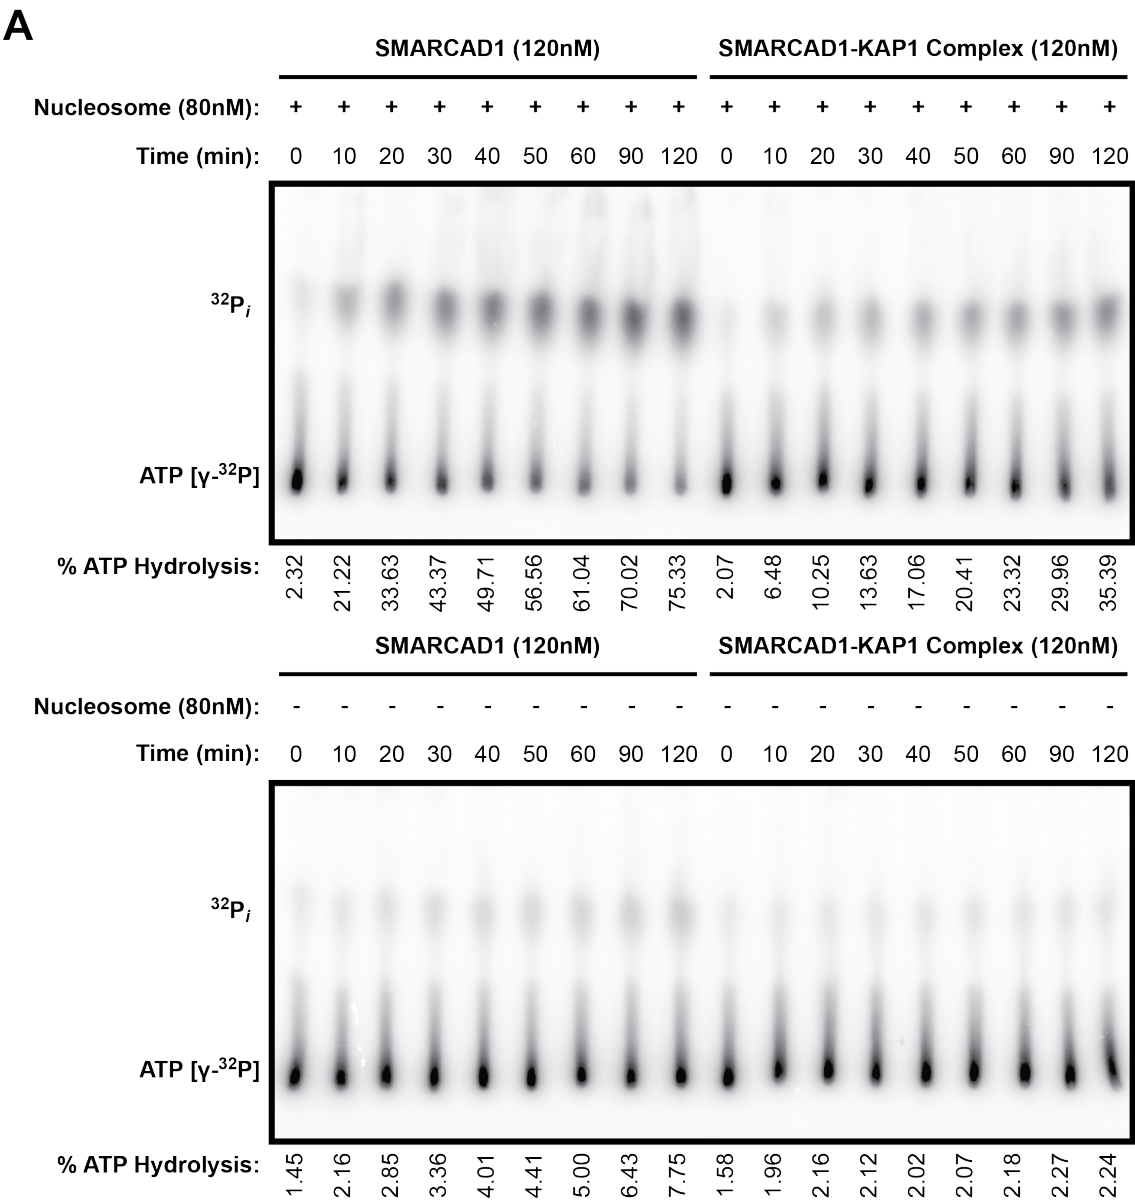 A
SMARCAD1 (120nM) SMARCAD1-KAP1 Complex (120nM)
Nucleosome (80nM): + + + + + + + + + + + + + + + + + +
Time (min): 0 10 20 30 40 50 60 90 120 0 10 20 30 40 50 60 90 120
³²Pᵢ
ATP [γ-³²P]
% ATP Hydrolysis: 2.32 21.22 33.63 43.37 49.71 56.56 61.04 70.02 75.33 2.07 6.48 10.25 13.63 17.06 20.41 23.32 29.96 35.39
SMARCAD1 (120nM) SMARCAD1-KAP1 Complex (120nM)
Nucleosome (80nM): - - - - - - - - - - - - - - - - - -
Time (min): 0 10 20 30 40 50 60 90 120 0 10 20 30 40 50 60 90 120
³²Pᵢ
ATP [γ-³²P]
% ATP Hydrolysis: 1.45 2.16 2.85 3.36 4.01 4.41 5.00 6.43 7.75 1.58 1.96 2.16 2.12 2.02 2.07 2.18 2.27 2.24